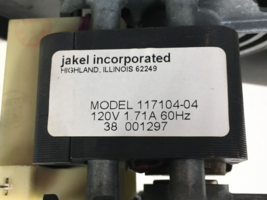 jakel incorporated
HIGHLAND, ILLINOIS 62249
MODEL 117104-04
120V 1.71A 60Hz
38 001297